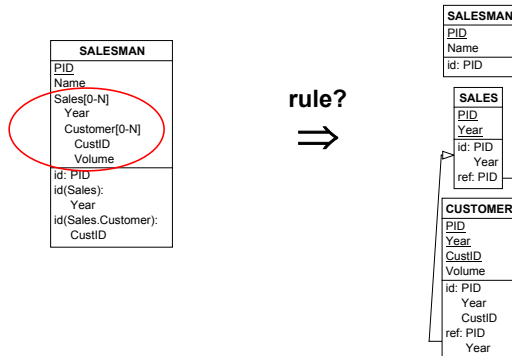 SALESMAN
PID
Name
Sales[0-N]
Year
Customer[0-N]
CustID
Volume
id: PID
id(Sales):
Year
id(Sales.Customer):
CustID
rule?
⇒
SALESMAN
PID
Name
id: PID
SALES
PID
Year
id: PID
Year
ref: PID
CUSTOMER
PID
Year
CustID
Volume
id: PID
Year
CustID
ref: PID
Year